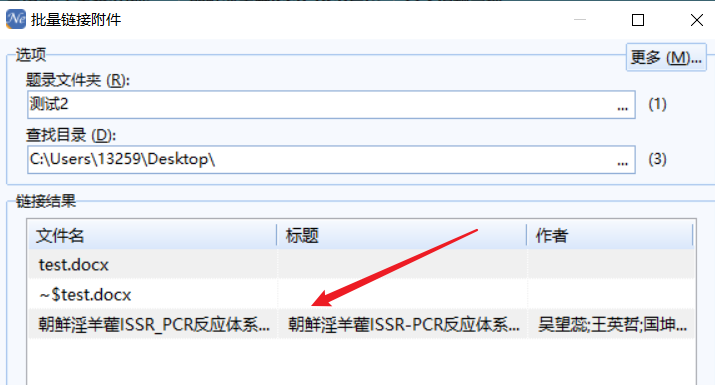 批量链接附件
选项
更多 (M)...
题录文件夹 (R):
测试2 ... (1)
查找目录 (D):
C:\Users\13259\Desktop\ ... (3)
链接结果
文件名 标题 作者
test.docx
~$test.docx
朝鲜淫羊藿ISSR_PCR反应体系... 朝鲜淫羊藿ISSR-PCR反应体系... 吴望蕊;王英哲;国坤...